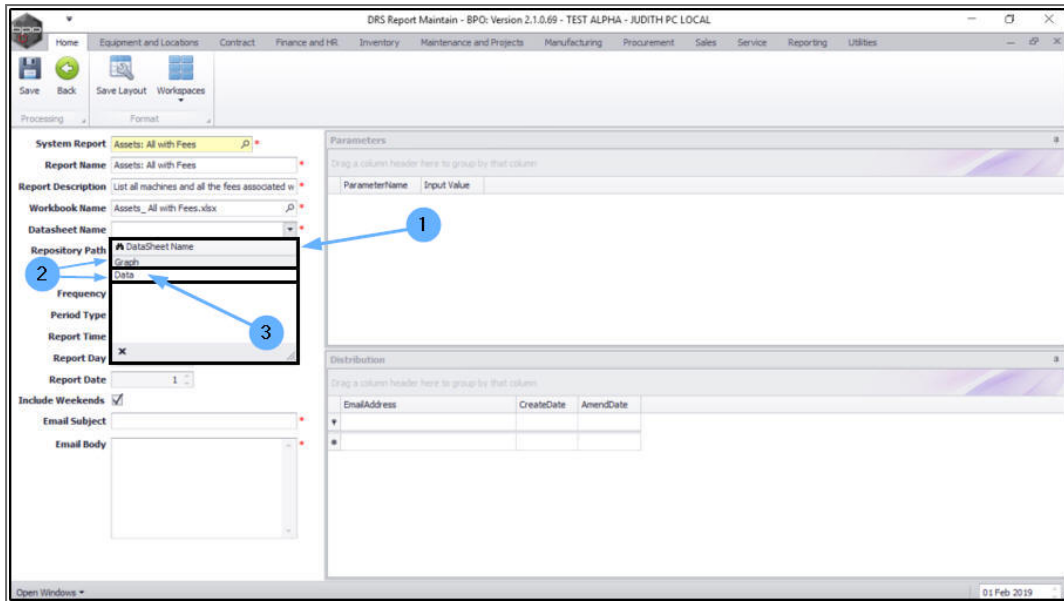 DRS Report Maintain - BPO: Version 2.1.0.69 - TEST ALPHA - JUDITH PC LOCAL
Home Equipment and Locations Contract Finance and HR Inventory Maintenance and Projects Manufacturing Procurement Sales Service Reporting Utilities
Save Back Save Layout Workspaces
Processing Format
System Report Assets: All with Fees *
Report Name Assets: All with Fees *
Report Description List all machines and all the fees associated w *
Workbook Name Assets_ All with Fees.xlsx *
Datasheet Name *
Repository Path DataSheet Name
Graph
Data
Frequency
Period Type
Report Time
Report Day
Report Date 1
Include Weekends
Email Subject *
Email Body *
Parameters
Drag a column header here to group by that column
ParameterName Input Value
1
2
3
Distribution
Drag a column header here to group by that column
EmailAddress CreateDate AmendDate
Open Windows 01 Feb 2019